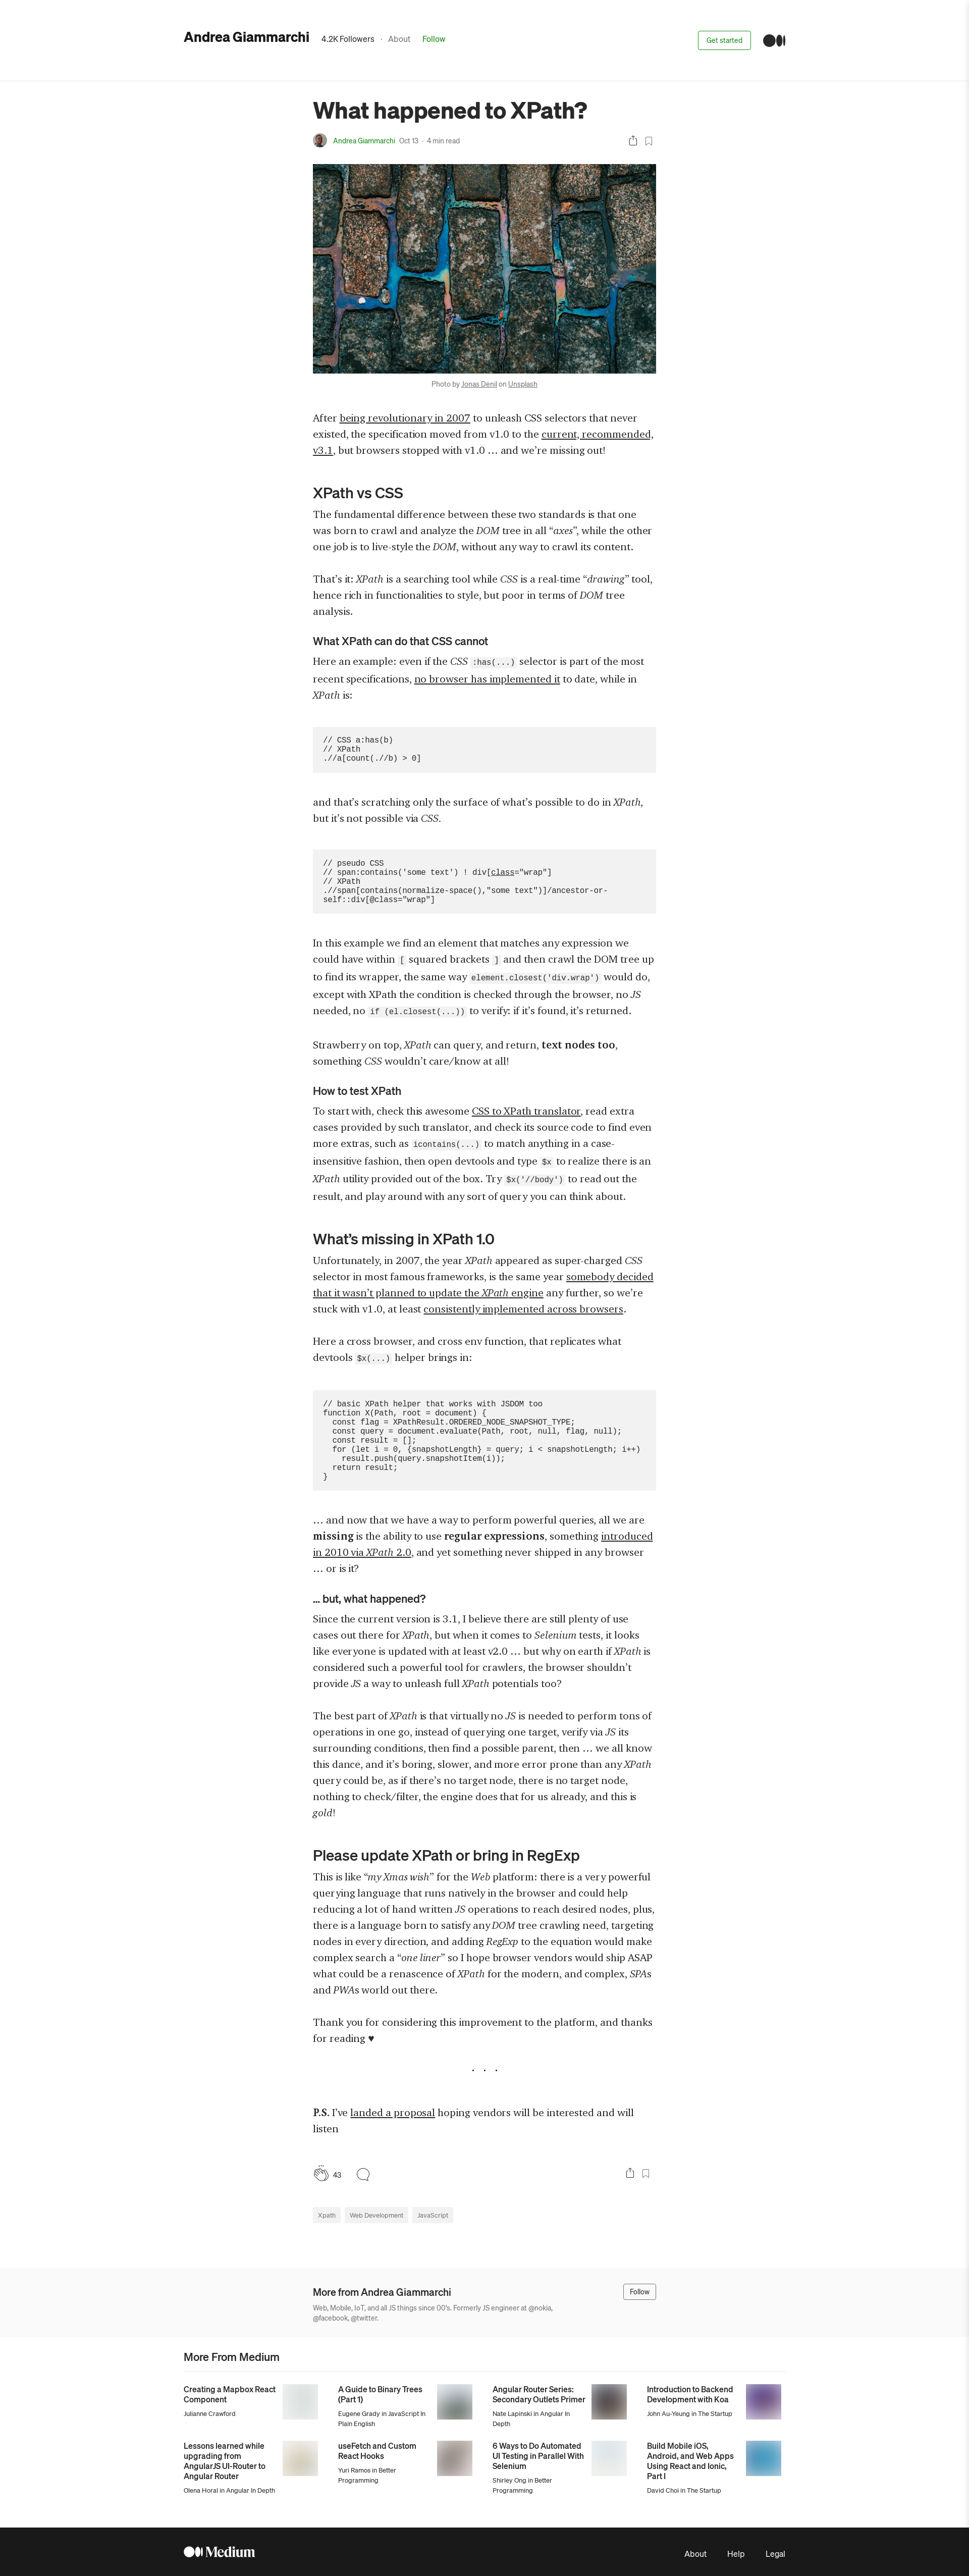 Andrea Giammarchi 4.2K Followers · About Follow Get started
What happened to XPath?
Andrea Giammarchi Oct 13 · 4 min read
Photo by Jonas Denil on Unsplash
After being revolutionary in 2007 to unleash CSS selectors that never
existed, the specification moved from v1.0 to the current, recommended,
v3.1, but browsers stopped with v1.0 … and we’re missing out!
XPath vs CSS
The fundamental difference between these two standards is that one
was born to crawl and analyze the DOM tree in all “axes”, while the other
one job is to live-style the DOM, without any way to crawl its content.
That’s it: XPath is a searching tool while CSS is a real-time “drawing” tool,
hence rich in functionalities to style, but poor in terms of DOM tree
analysis.
What XPath can do that CSS cannot
Here an example: even if the CSS :has(...) selector is part of the most
recent specifications, no browser has implemented it to date, while in
XPath is:
// CSS a:has(b)
// XPath
.//a[count(.//b) > 0]
and that’s scratching only the surface of what’s possible to do in XPath,
but it’s not possible via CSS.
// pseudo CSS
// span:contains('some text') ! div[class="wrap"]
// XPath
.//span[contains(normalize-space(),"some text")]/ancestor-or-
self::div[@class="wrap"]
In this example we find an element that matches any expression we
could have within [ squared brackets ] and then crawl the DOM tree up
to find its wrapper, the same way element.closest('div.wrap') would do,
except with XPath the condition is checked through the browser, no JS
needed, no if (el.closest(...)) to verify: if it’s found, it’s returned.
Strawberry on top, XPath can query, and return, text nodes too,
something CSS wouldn’t care/know at all!
How to test XPath
To start with, check this awesome CSS to XPath translator, read extra
cases provided by such translator, and check its source code to find even
more extras, such as icontains(...) to match anything in a case-
insensitive fashion, then open devtools and type $x to realize there is an
XPath utility provided out of the box. Try $x('//body') to read out the
result, and play around with any sort of query you can think about.
What’s missing in XPath 1.0
Unfortunately, in 2007, the year XPath appeared as super-charged CSS
selector in most famous frameworks, is the same year somebody decided
that it wasn’t planned to update the XPath engine any further, so we’re
stuck with v1.0, at least consistently implemented across browsers.
Here a cross browser, and cross env function, that replicates what
devtools $x(...) helper brings in:
// basic XPath helper that works with JSDOM too
function X(Path, root = document) {
  const flag = XPathResult.ORDERED_NODE_SNAPSHOT_TYPE;
  const query = document.evaluate(Path, root, null, flag, null);
  const result = [];
  for (let i = 0, {snapshotLength} = query; i < snapshotLength; i++)
    result.push(query.snapshotItem(i));
  return result;
}
… and now that we have a way to perform powerful queries, all we are
missing is the ability to use regular expressions, something introduced
in 2010 via XPath 2.0, and yet something never shipped in any browser
… or is it?
… but, what happened?
Since the current version is 3.1, I believe there are still plenty of use
cases out there for XPath, but when it comes to Selenium tests, it looks
like everyone is updated with at least v2.0 … but why on earth if XPath is
considered such a powerful tool for crawlers, the browser shouldn’t
provide JS a way to unleash full XPath potentials too?
The best part of XPath is that virtually no JS is needed to perform tons of
operations in one go, instead of querying one target, verify via JS its
surrounding conditions, then find a possible parent, then … we all know
this dance, and it’s boring, slower, and more error prone than any XPath
query could be, as if there’s no target node, there is no target node,
nothing to check/filter, the engine does that for us already, and this is
gold!
Please update XPath or bring in RegExp
This is like “my Xmas wish” for the Web platform: there is a very powerful
querying language that runs natively in the browser and could help
reducing a lot of hand written JS operations to reach desired nodes, plus,
there is a language born to satisfy any DOM tree crawling need, targeting
nodes in every direction, and adding RegExp to the equation would make
complex search a “one liner” so I hope browser vendors would ship ASAP
what could be a renascence of XPath for the modern, and complex, SPAs
and PWAs world out there.
Thank you for considering this improvement to the platform, and thanks
for reading ♥
· · ·
P.S. I’ve landed a proposal hoping vendors will be interested and will
listen
43
Xpath Web Development JavaScript
More from Andrea Giammarchi Follow
Web, Mobile, IoT, and all JS things since 00's. Formerly JS engineer at @nokia,
@facebook, @twitter.
More From Medium
Creating a Mapbox React
Component
Julianne Crawford
A Guide to Binary Trees
(Part 1)
Eugene Grady in JavaScript In
Plain English
Angular Router Series:
Secondary Outlets Primer
Nate Lapinski in Angular In
Depth
Introduction to Backend
Development with Koa
John Au-Yeung in The Startup
Lessons learned while
upgrading from
AngularJS UI-Router to
Angular Router
Olena Horal in Angular In Depth
useFetch and Custom
React Hooks
Yuri Ramos in Better
Programming
6 Ways to Do Automated
UI Testing in Parallel With
Selenium
Shirley Ong in Better
Programming
Build Mobile iOS,
Android, and Web Apps
Using React and Ionic,
Part I
David Choi in The Startup
Medium About Help Legal